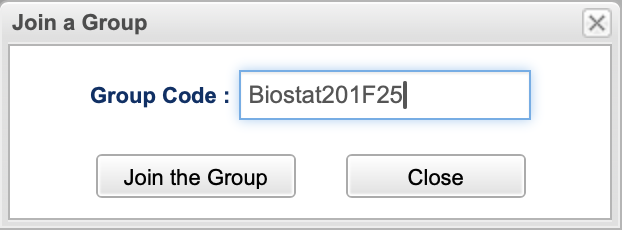 Join a Group
Group Code : Biostat201F25
Join the Group Close